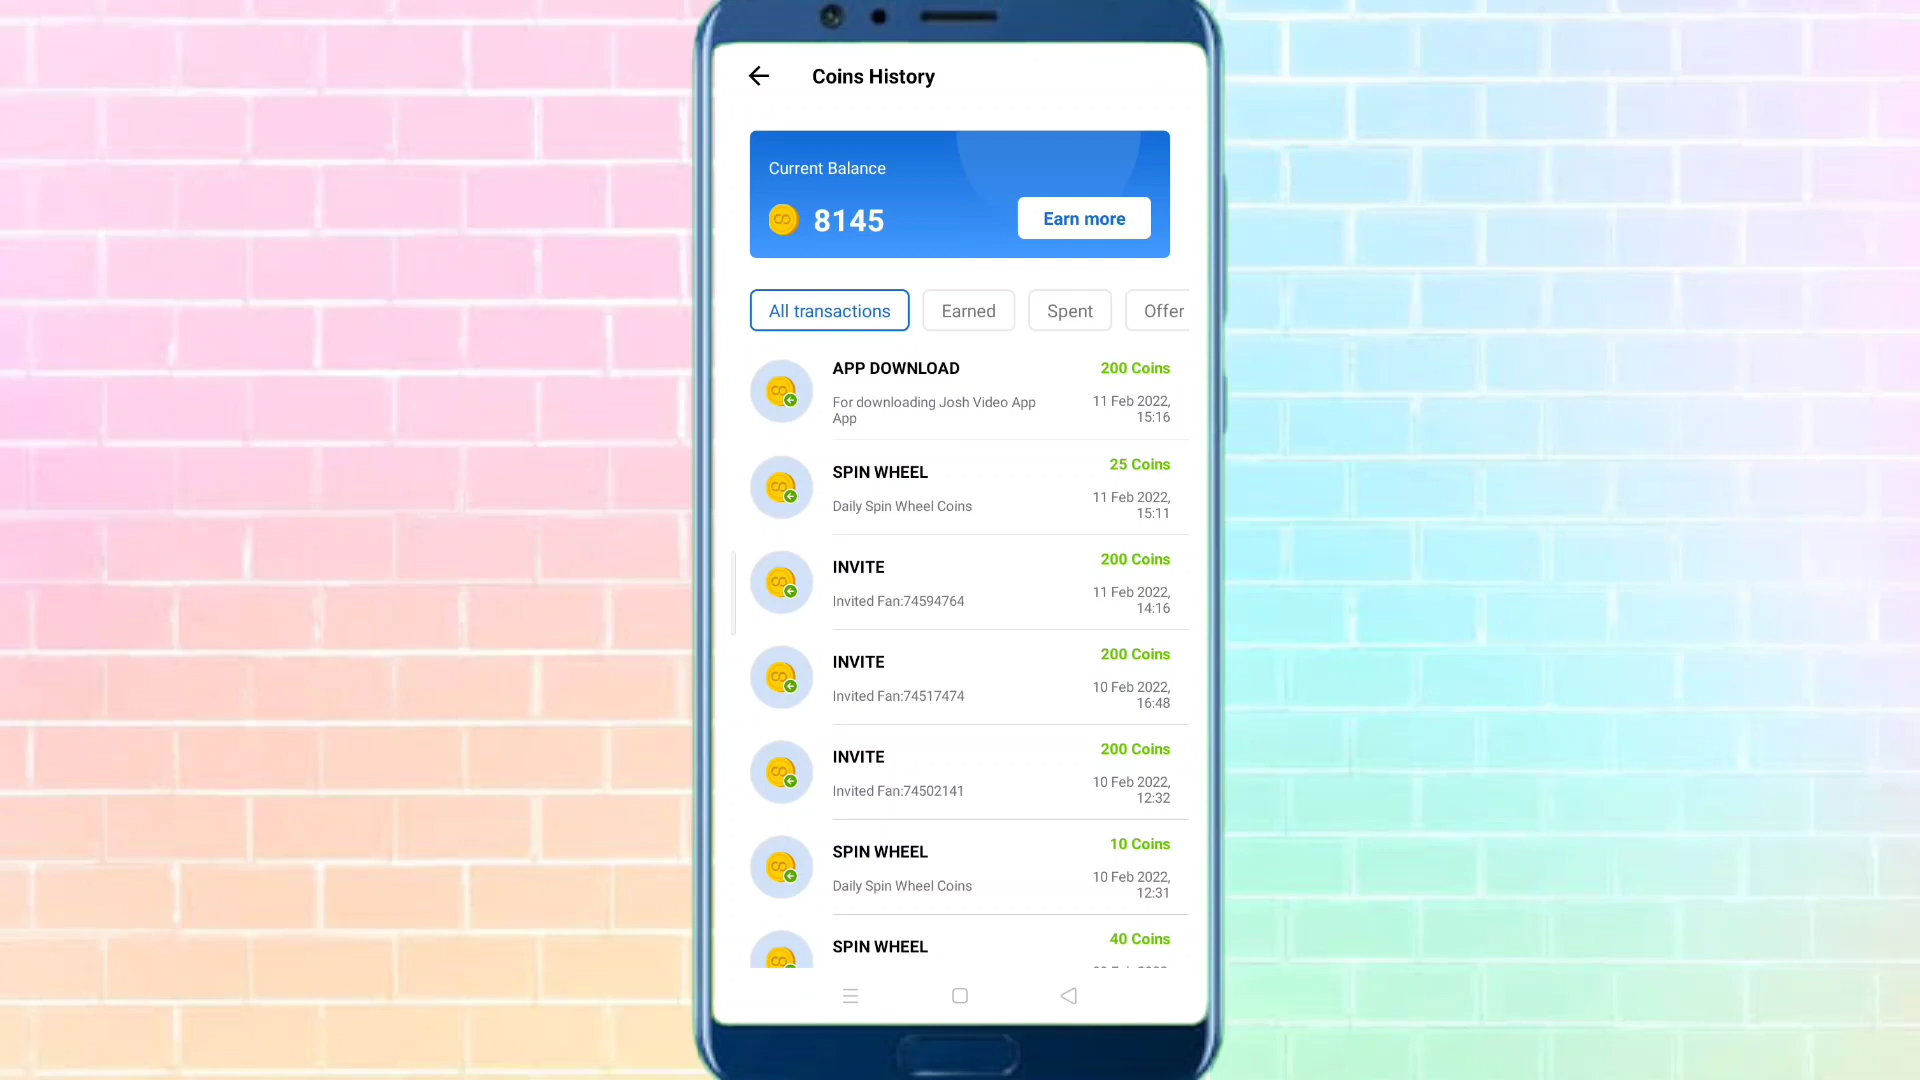 Coins History
Current Balance
8145
Earn more
All transactions
Earned
Spent
Offer
APP DOWNLOAD
200 Coins
For downloading Josh Video App
App
11 Feb 2022,
15:16
SPIN WHEEL
25 Coins
Daily Spin Wheel Coins
11 Feb 2022,
15:11
INVITE
200 Coins
Invited Fan:74594764
11 Feb 2022,
14:16
INVITE
200 Coins
Invited Fan:74517474
10 Feb 2022,
16:48
INVITE
200 Coins
Invited Fan:74502141
10 Feb 2022,
12:32
SPIN WHEEL
10 Coins
Daily Spin Wheel Coins
10 Feb 2022,
12:31
SPIN WHEEL
40 Coins